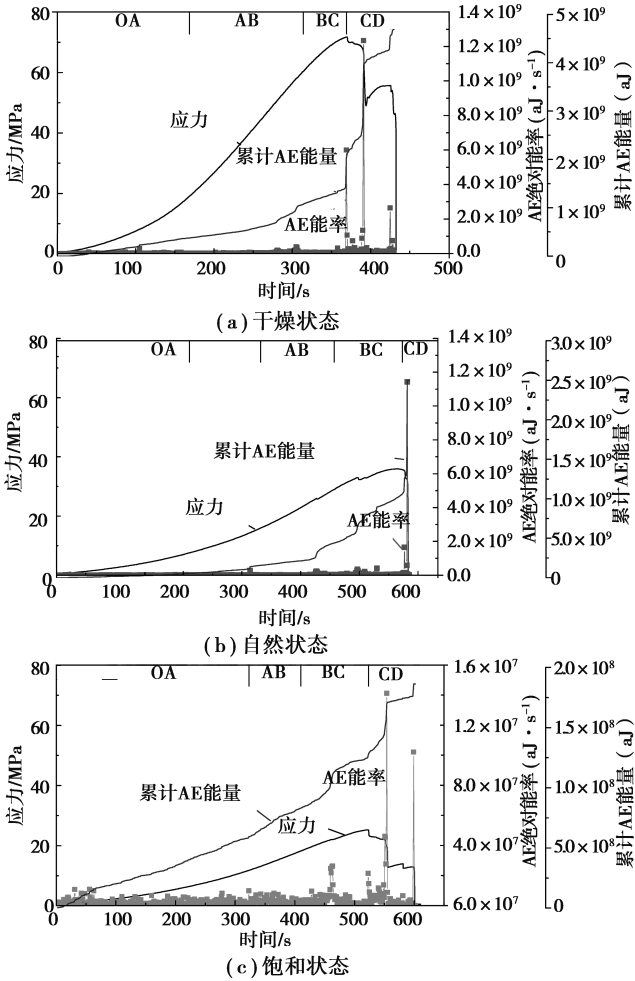 OA AB BC CD
80
60
40
20
0
应力/MPa
应力
累计AE能量
AE能率
1.4×10⁹
1.2×10⁹
1.0×10⁹
8.0×10⁹
6.0×10⁹
4.0×10⁹
2.0×10⁹
0.0
AE绝对能率(aJ·s⁻¹)
5×10⁹
4×10⁹
3×10⁹
2×10⁹
1×10⁹
0
累计AE能量(aJ)
0 100 200 300 400 500
时间/s
(a)干燥状态
OA AB BC CD
80
60
40
20
0
应力/MPa
累计AE能量
应力
AE能率
1.4×10⁹
1.2×10⁹
1.0×10⁹
8.0×10⁹
6.0×10⁹
4.0×10⁹
2.0×10⁹
0.0
AE绝对能率(aJ·s⁻¹)
3.0×10⁹
2.5×10⁹
2.0×10⁹
1.5×10⁹
1.0×10⁹
5.0×10⁹
0
累计AE能量(aJ)
0 100 200 300 400 500 600
时间/s
(b)自然状态
OA AB BC CD
80
60
40
20
0
应力/MPa
AE能率
累计AE能量
应力
1.6×10⁷
1.2×10⁷
8.0×10⁷
4.0×10⁷
6.0×10⁷
AE绝对能率(aJ·s⁻¹)
2.0×10⁸
1.5×10⁸
1.0×10⁸
5.0×10⁸
0
累计AE能量(aJ)
0 100 200 300 400 500 600
时间/s
(c)饱和状态